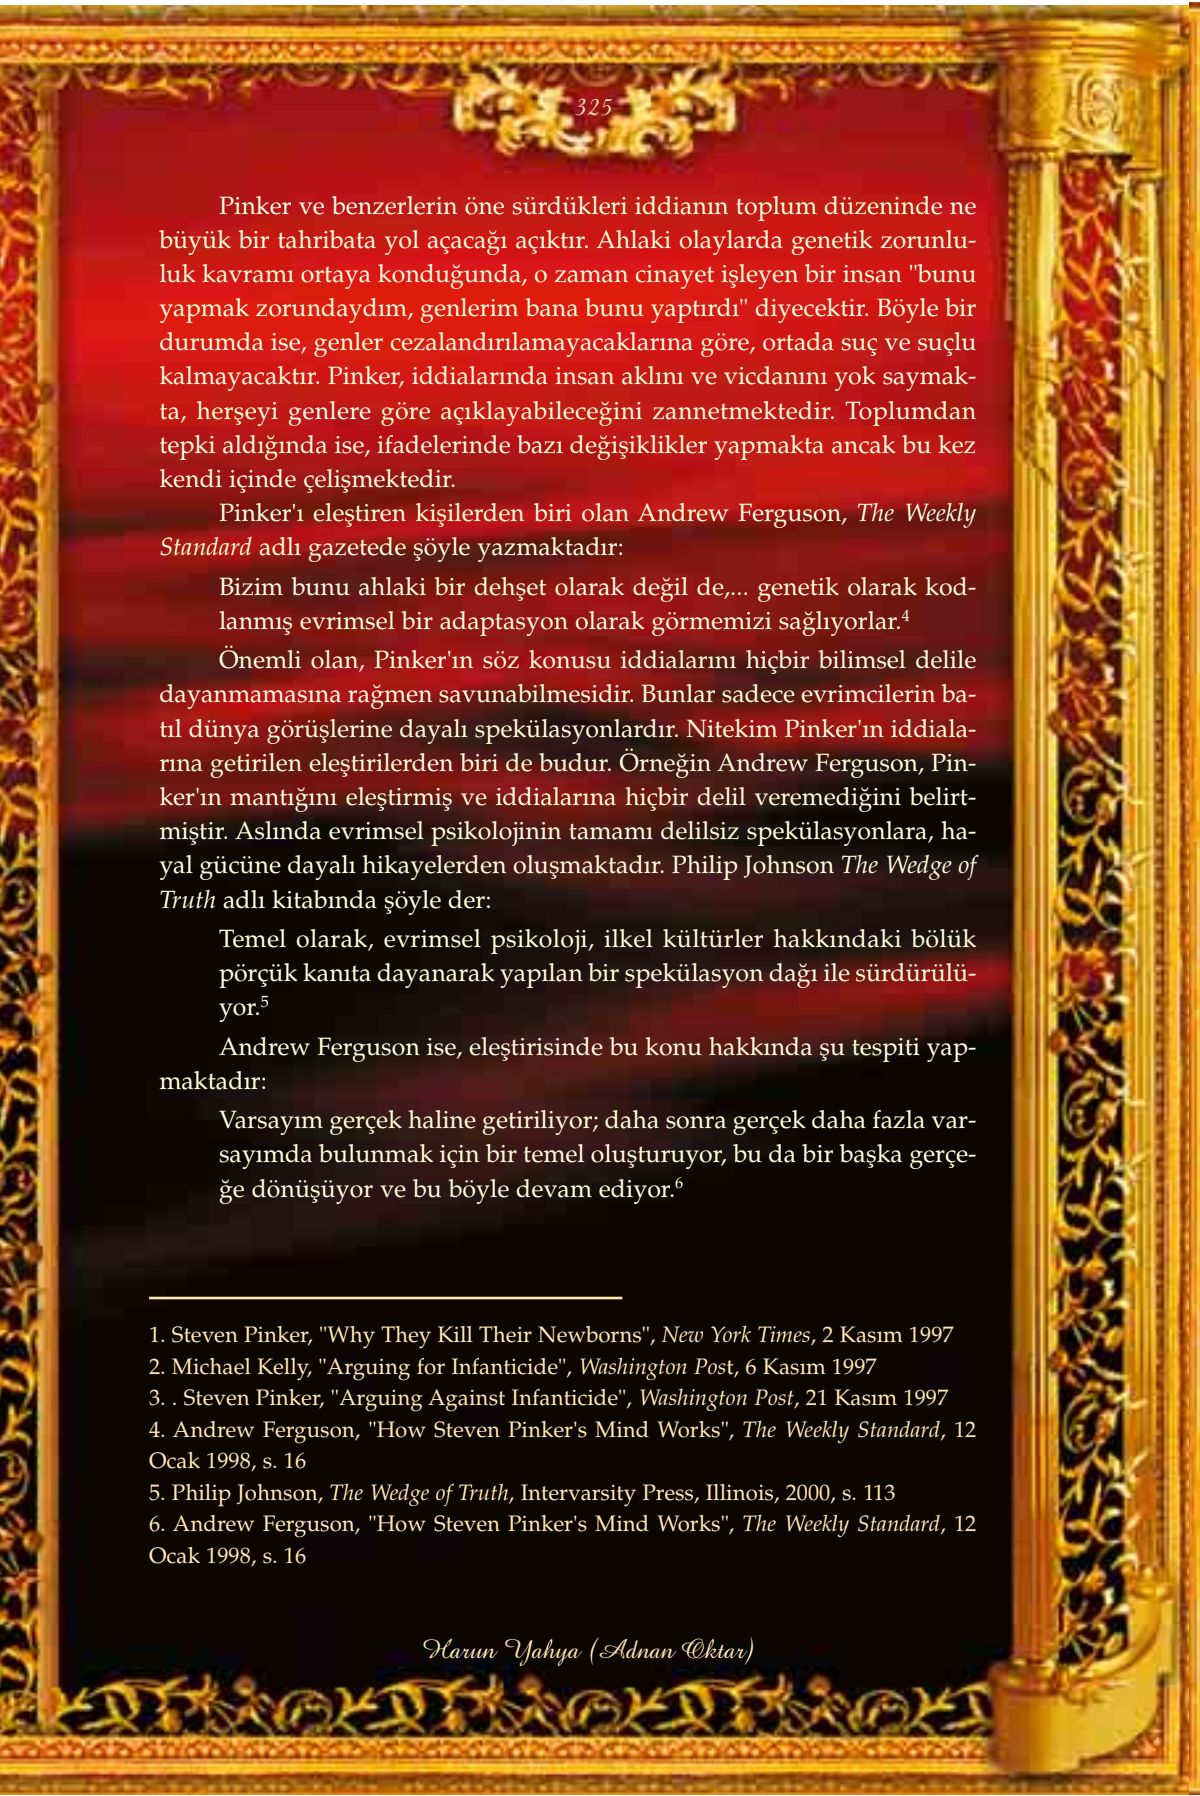 325
Pinker ve benzerlerin öne sürdükleri iddianın toplum düzeninde ne
büyük bir tahribata yol açacağı açıktır. Ahlaki olaylarda genetik zorunlu-
luk kavramı ortaya konduğunda, o zaman cinayet işleyen bir insan "bunu
yapmak zorundaydım, genlerim bana bunu yaptırdı" diyecektir. Böyle bir
durumda ise, genler cezalandırılamayacaklarına göre, ortada suç ve suçlu
kalmayacaktır. Pinker, iddialarında insan aklını ve vicdanını yok saymak-
ta, herşeyi genlere göre açıklayabileceğini zannetmektedir. Toplumdan
tepki aldığında ise, ifadelerinde bazı değişiklikler yapmakta ancak bu kez
kendi içinde çelişmektedir.
Pinker'ı eleştiren kişilerden biri olan Andrew Ferguson, The Weekly
Standard adlı gazetede şöyle yazmaktadır:
Bizim bunu ahlaki bir dehşet olarak değil de,... genetik olarak kod-
lanmış evrimsel bir adaptasyon olarak görmemizi sağlıyorlar.4
Önemli olan, Pinker'ın söz konusu iddialarını hiçbir bilimsel delile
dayanmamasına rağmen savunabilmesidir. Bunlar sadece evrimcilerin ba-
tıl dünya görüşlerine dayalı spekülasyonlardır. Nitekim Pinker'ın iddiala-
rına getirilen eleştirilerden biri de budur. Örneğin Andrew Ferguson, Pin-
ker'ın mantığını eleştirmiş ve iddialarına hiçbir delil veremediğini belirt-
miştir. Aslında evrimsel psikolojinin tamamı delilsiz spekülasyonlara, ha-
yal gücüne dayalı hikayelerden oluşmaktadır. Philip Johnson The Wedge of
Truth adlı kitabında şöyle der:
Temel olarak, evrimsel psikoloji, ilkel kültürler hakkındaki bölük
pörçük kanıta dayanarak yapılan bir spekülasyon dağı ile sürdürülü-
yor.5
Andrew Ferguson ise, eleştirisinde bu konu hakkında şu tespiti yap-
maktadır:
Varsayım gerçek haline getiriliyor; daha sonra gerçek daha fazla var-
sayımda bulunmak için bir temel oluşturuyor, bu da bir başka gerçe-
ğe dönüşüyor ve bu böyle devam ediyor.6
1. Steven Pinker, "Why They Kill Their Newborns", New York Times, 2 Kasım 1997
2. Michael Kelly, "Arguing for Infanticide", Washington Post, 6 Kasım 1997
3. . Steven Pinker, "Arguing Against Infanticide", Washington Post, 21 Kasım 1997
4. Andrew Ferguson, "How Steven Pinker's Mind Works", The Weekly Standard, 12
Ocak 1998, s. 16
5. Philip Johnson, The Wedge of Truth, Intervarsity Press, Illinois, 2000, s. 113
6. Andrew Ferguson, "How Steven Pinker's Mind Works", The Weekly Standard, 12
Ocak 1998, s. 16
Harun Yahya (Adnan Oktar)